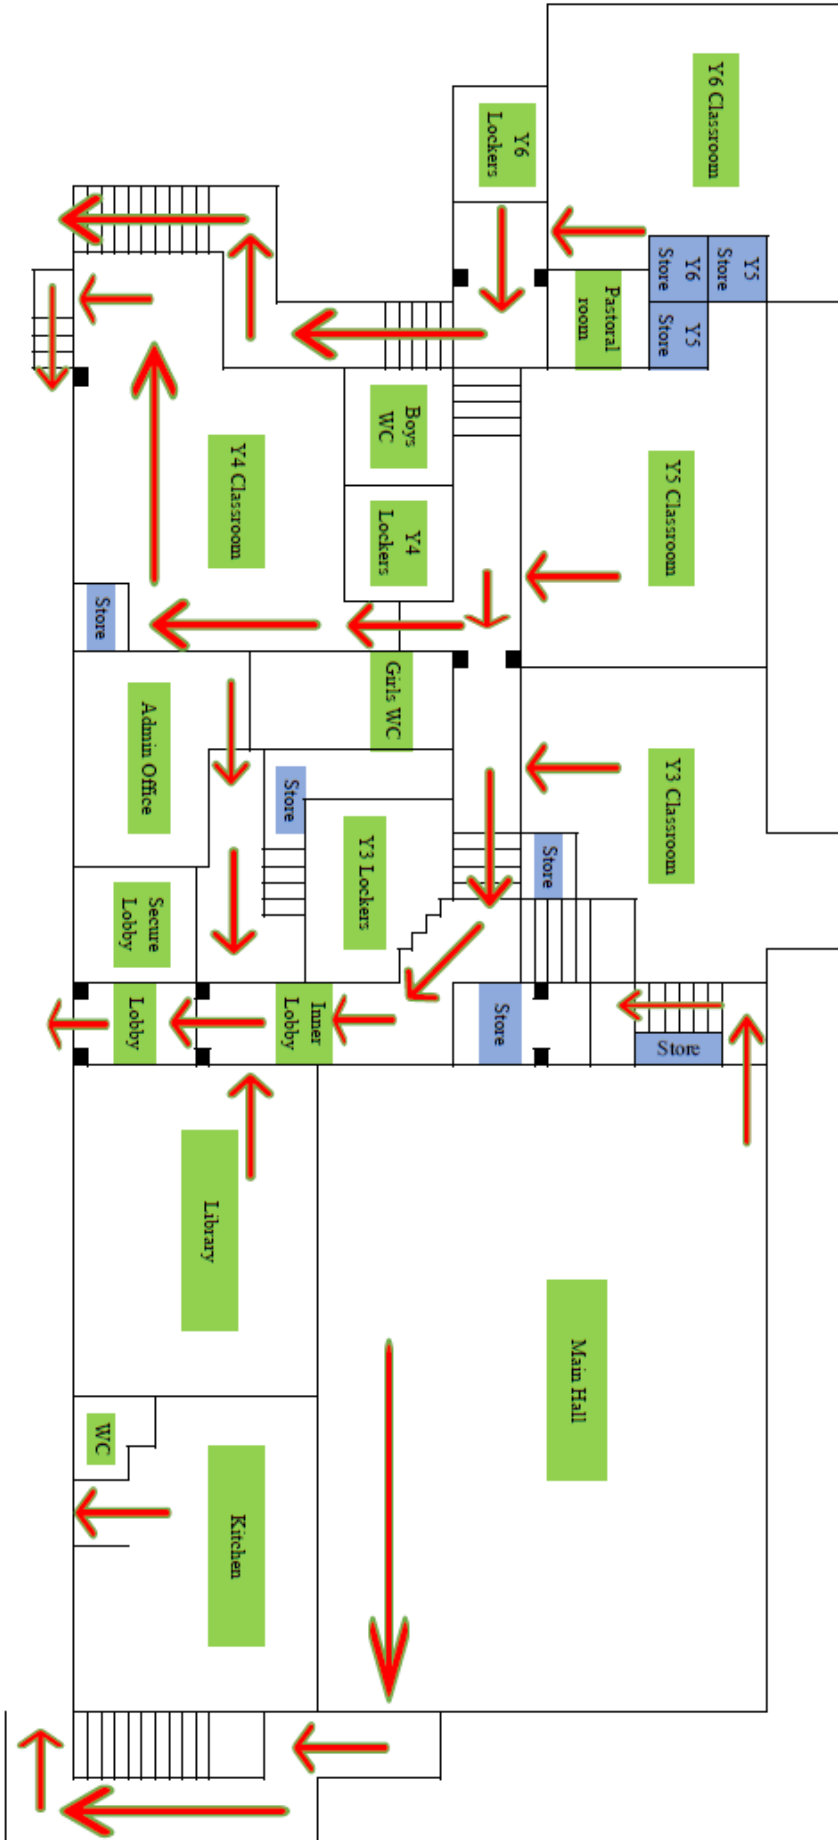 Y6 Classroom
Y6
Lockers
Y5
Store
Y6
Store
Y5
Store
Pastoral
room
Boys
WC
Y4
Lockers
Y4 Classroom
Y5 Classroom
Store
Girls WC
Admin Office
Store
Y3 Lockers
Y3 Classroom
Store
Secure
Lobby
Lobby
Inner
Lobby
Store
Store
Library
Main Hall
WC
Kitchen